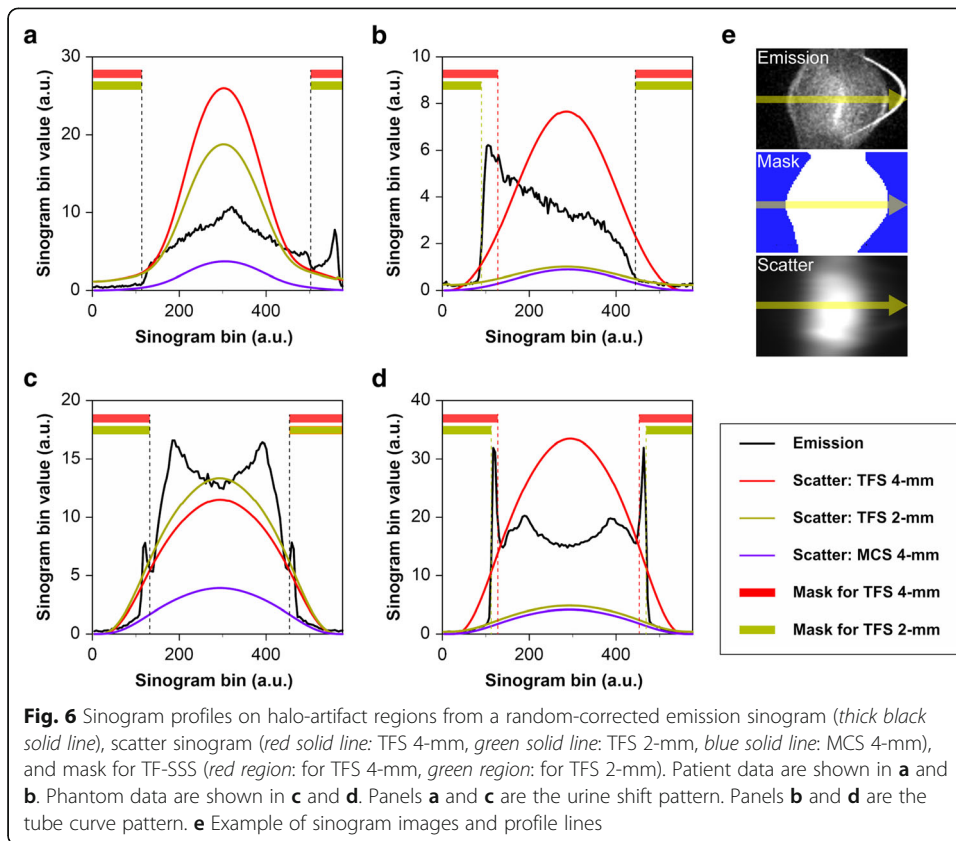 a
30
20
10
0
Sinogram bin value (a.u.)
0 200 400
Sinogram bin (a.u.)
b
10
8
6
4
2
0
Sinogram bin value (a.u.)
0 200 400
Sinogram bin (a.u.)
e
Emission
Mask
Scatter
c
20
15
10
5
0
Sinogram bin value (a.u.)
0 200 400
Sinogram bin (a.u.)
d
40
30
20
10
0
Sinogram bin value (a.u.)
0 200 400
Sinogram bin (a.u.)
Emission
Scatter: TFS 4-mm
Scatter: TFS 2-mm
Scatter: MCS 4-mm
Mask for TFS 4-mm
Mask for TFS 2-mm
Fig. 6 Sinogram profiles on halo-artifact regions from a random-corrected emission sinogram (thick black
solid line), scatter sinogram (red solid line: TFS 4-mm, green solid line: TFS 2-mm, blue solid line: MCS 4-mm),
and mask for TF-SSS (red region: for TFS 4-mm, green region: for TFS 2-mm). Patient data are shown in a and
b. Phantom data are shown in c and d. Panels a and c are the urine shift pattern. Panels b and d are the
tube curve pattern. e Example of sinogram images and profile lines